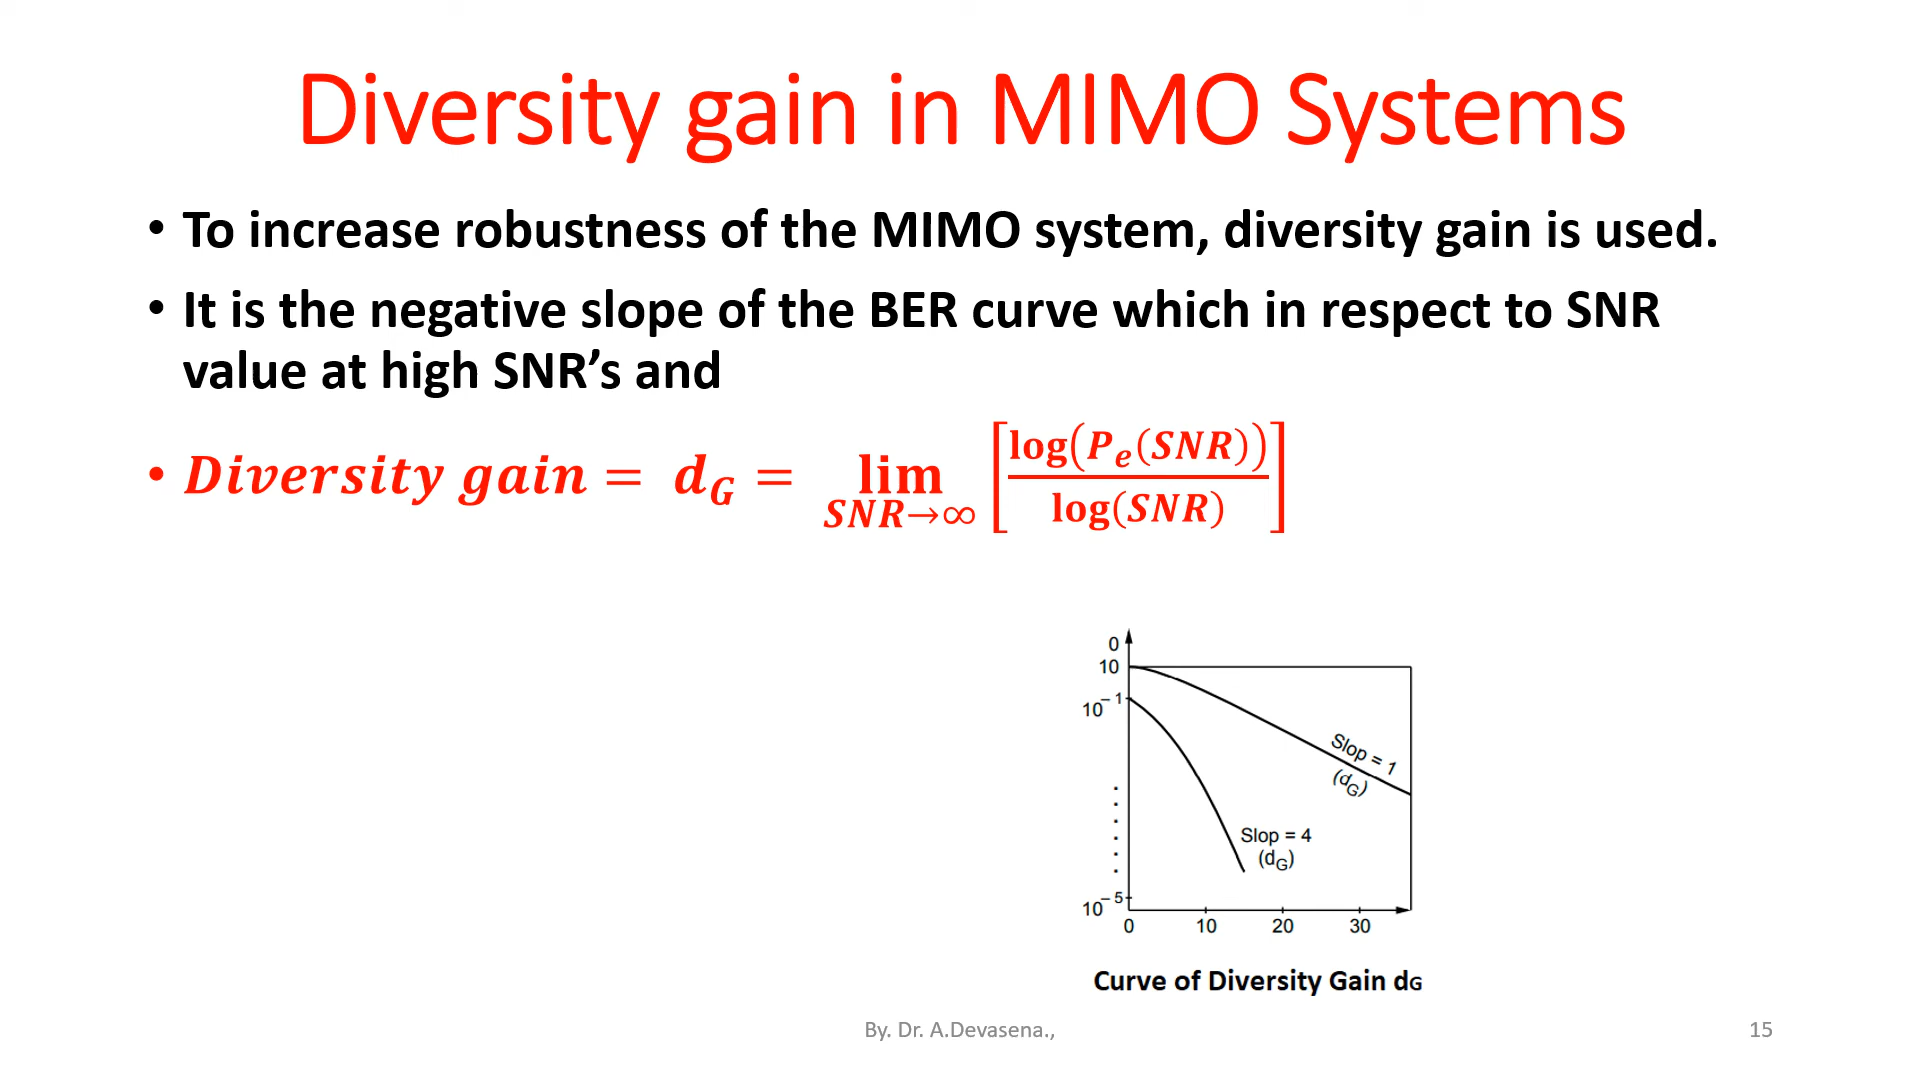 Diversity gain in MIMO Systems
• To increase robustness of the MIMO system, diversity gain is used.
• It is the negative slope of the BER curve which in respect to SNR
value at high SNR’s and
• Diversity gain = d_G = lim_{SNR→∞} [log(P_e(SNR)) / log(SNR)]
0
10
10^{-1}
10^{-5}
Slop = 1
(d_G)
Slop = 4
(d_G)
0 10 20 30
Curve of Diversity Gain dG
By. Dr. A.Devasena.,
15